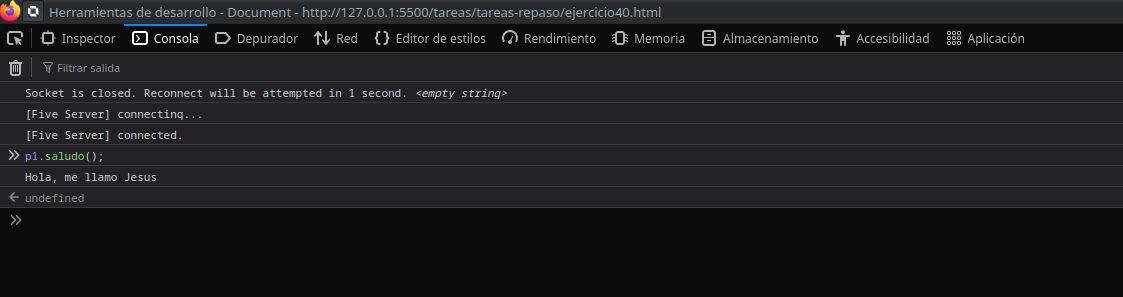 Herramientas de desarrollo - Document - http://127.0.0.1:5500/tareas/tareas-repaso/ejercicio40.html
Inspector Consola Depurador Red Editor de estilos Rendimiento Memoria Almacenamiento Accesibilidad Aplicación
Filtrar salida
Socket is closed. Reconnect will be attempted in 1 second. <empty string>
[Five Server] connecting...
[Five Server] connected.
p1.saludo();
Hola, me llamo Jesus
undefined